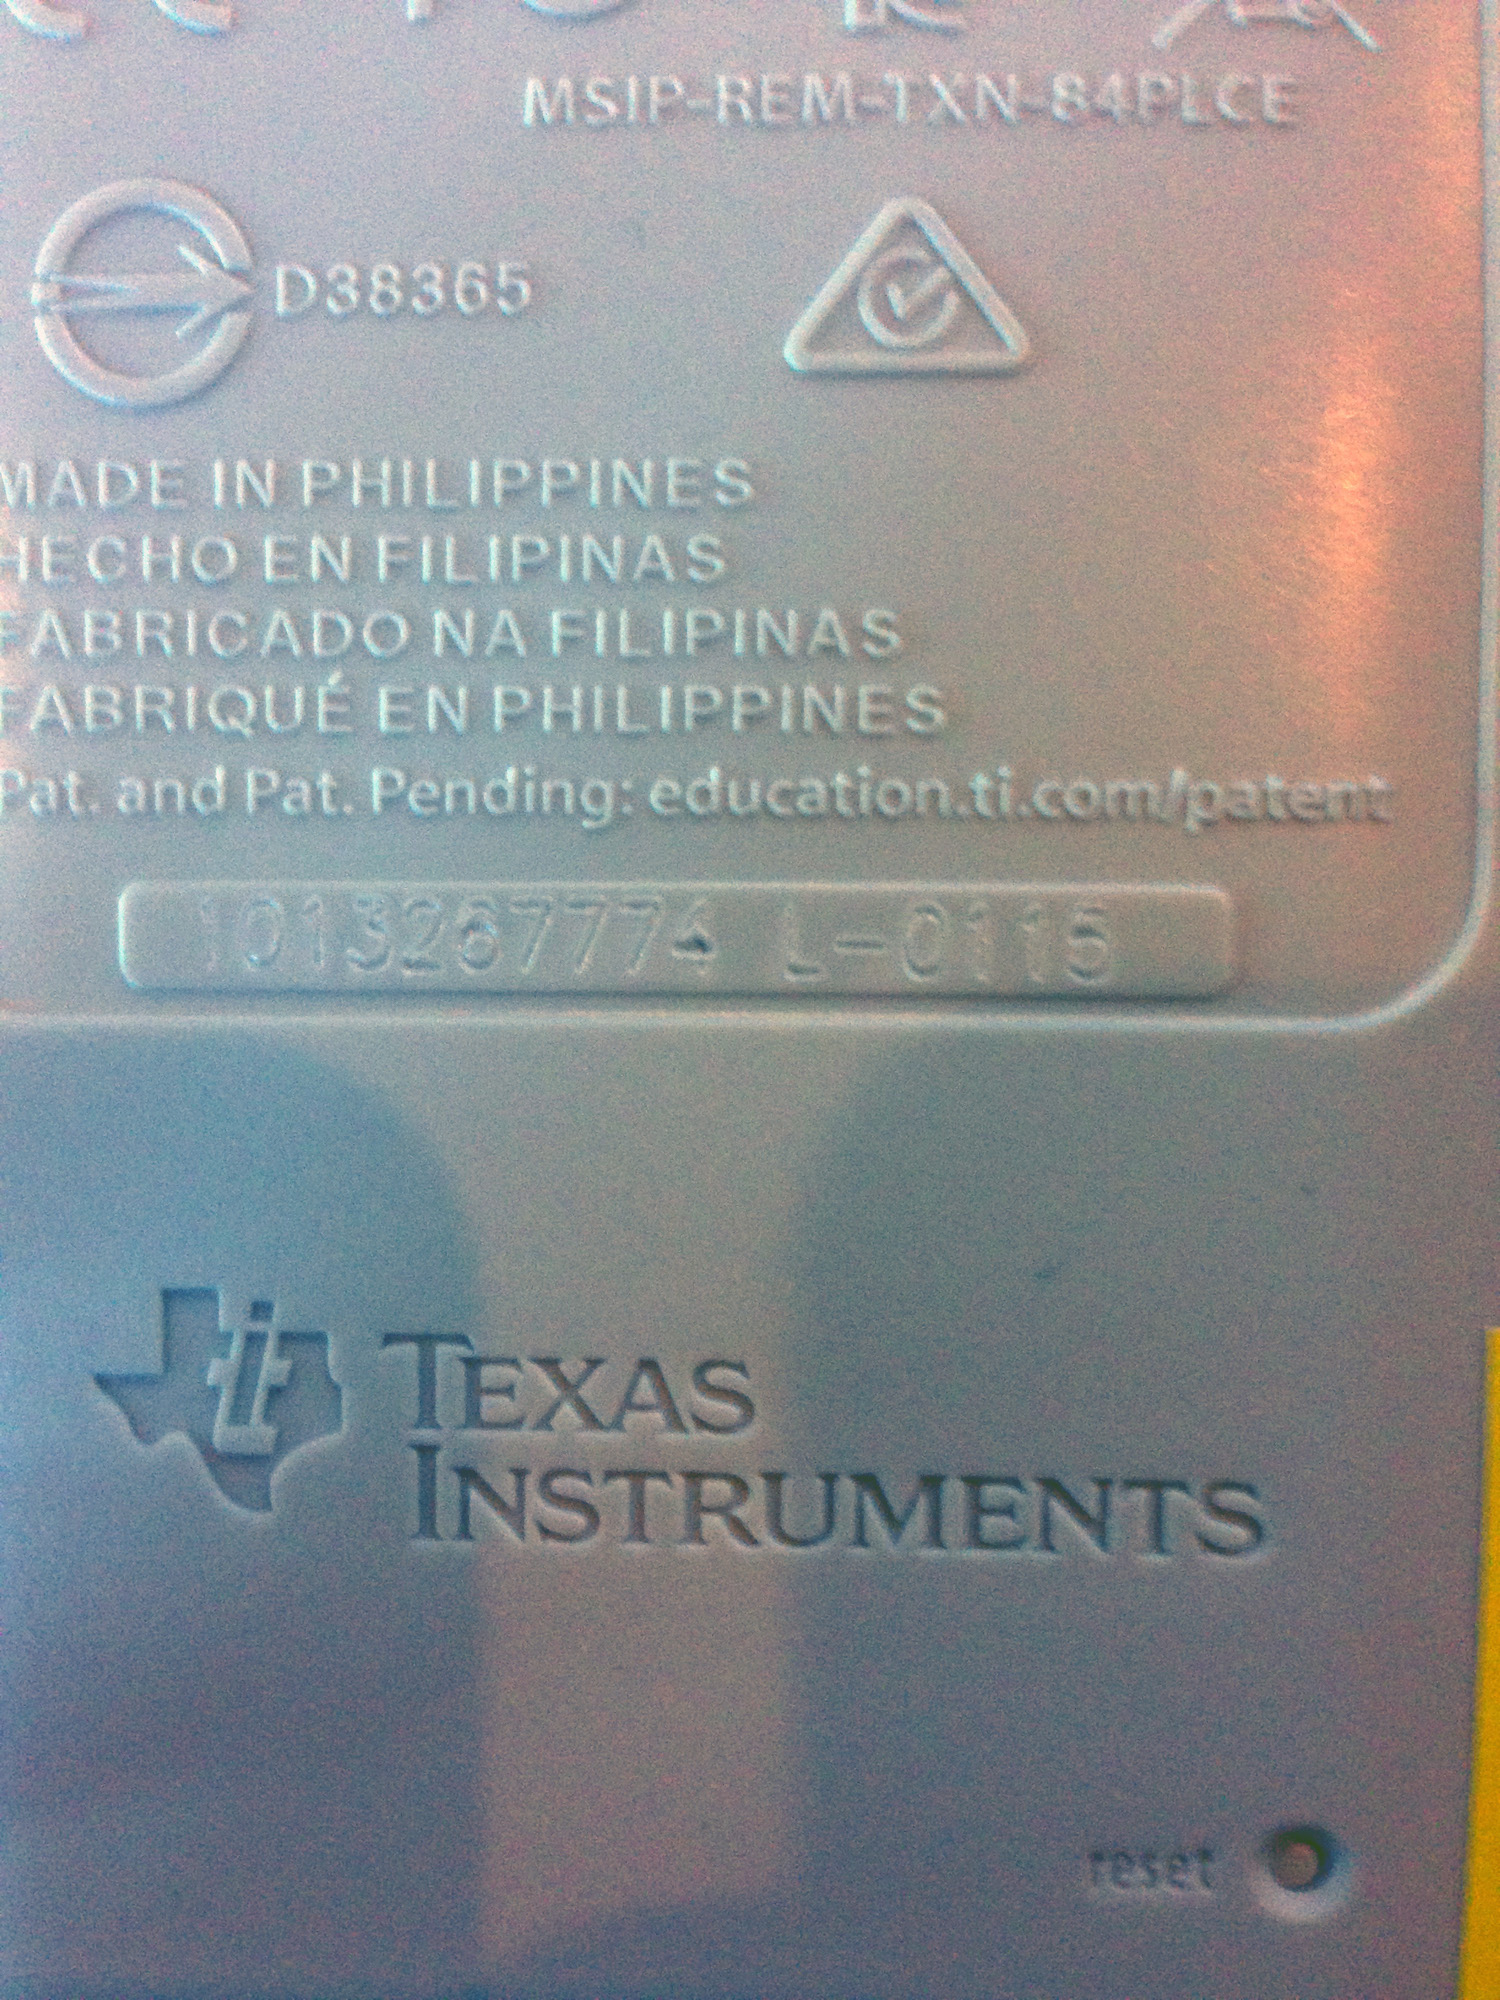 MSIP-REM-TXN-84PLCE
D38365
MADE IN PHILIPPINES
HECHO EN FILIPINAS
FABRICADO NA FILIPINAS
FABRIQUÉ EN PHILIPPINES
Pat. and Pat. Pending: education.ti.com/patent
1013267774 L-0115
TEXAS
INSTRUMENTS
reset